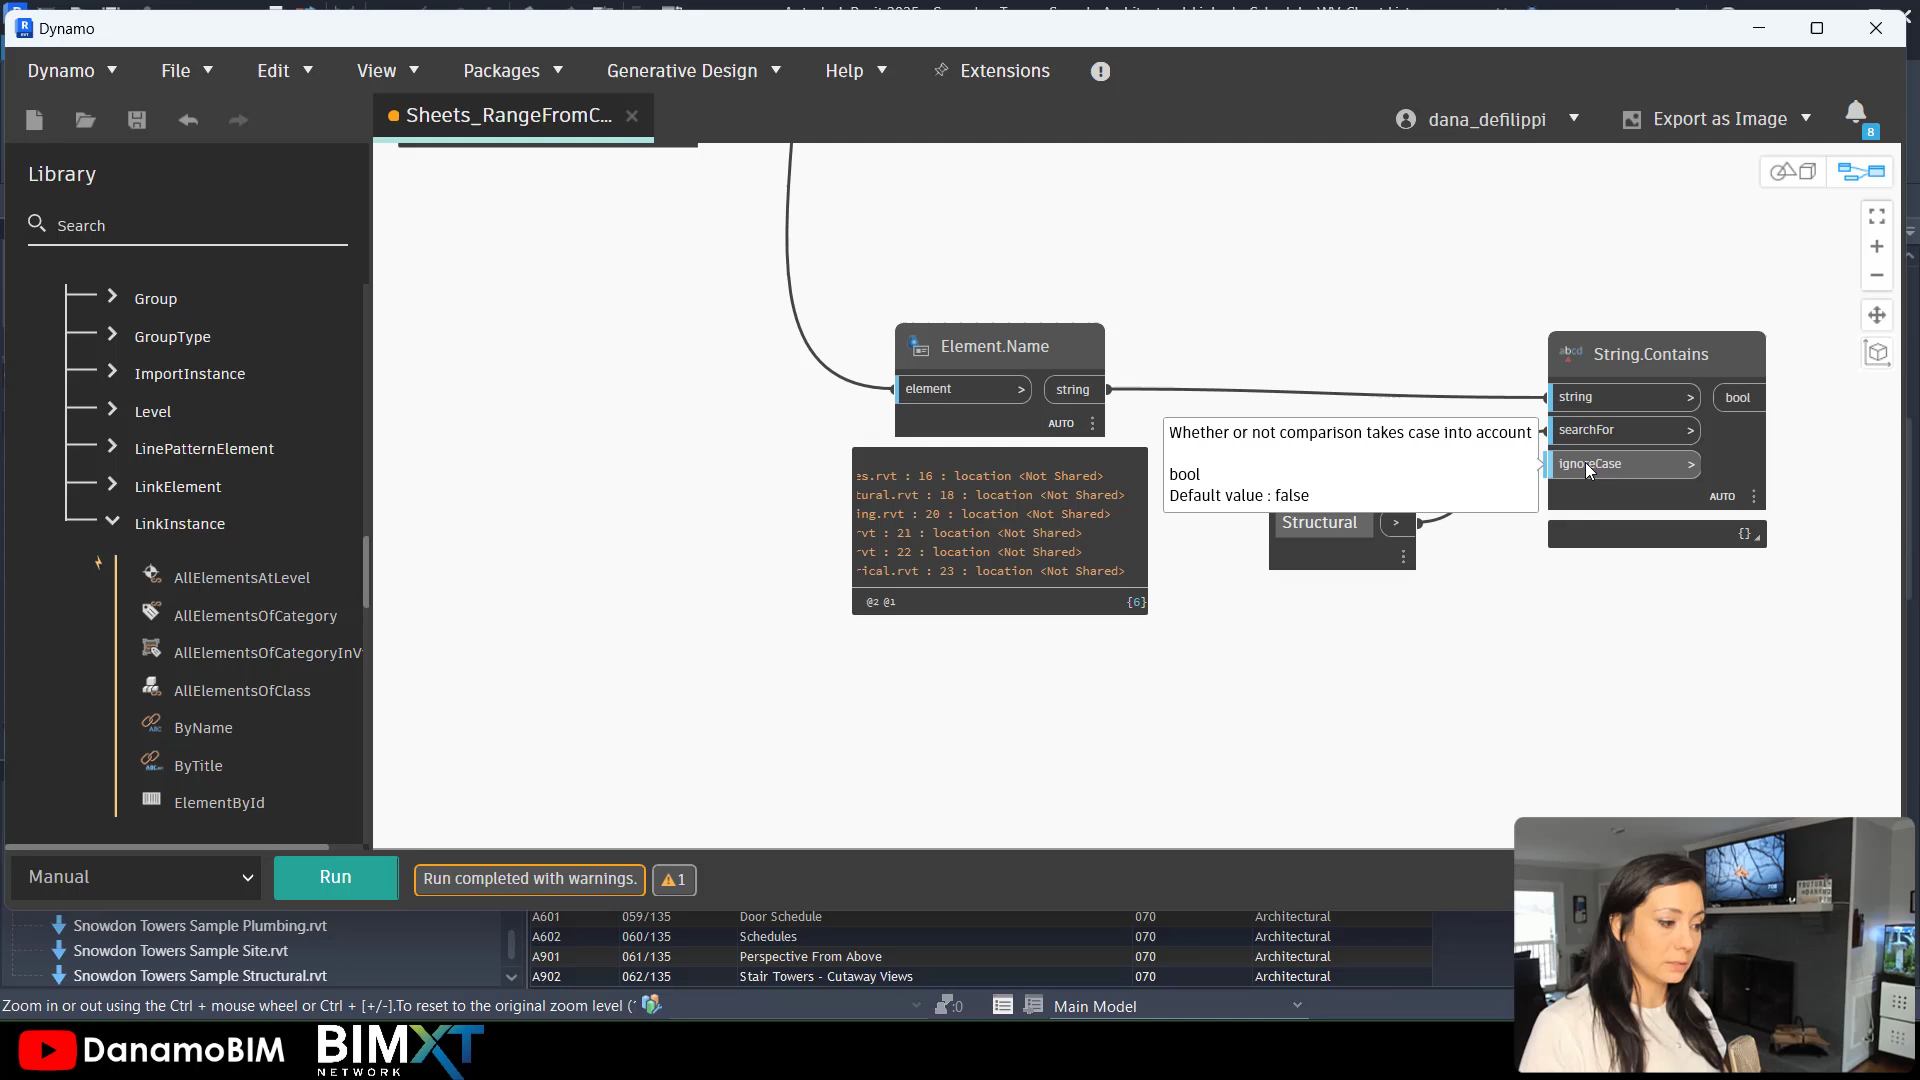 Dynamo
Dynamo File Edit View Packages Generative Design Help Extensions
Sheets_RangeFromC...
dana_defilippi
Export as Image
8
Library
Search
Group
GroupType
ImportInstance
Level
LinePatternElement
LinkElement
LinkInstance
AllElementsAtLevel
AllElementsOfCategory
AllElementsOfCategoryInV
AllElementsOfClass
ByName
ByTitle
ElementById
Element.Name
element >
string
AUTO
es.rvt : 16 : location <Not Shared>
tural.rvt : 18 : location <Not Shared>
ing.rvt : 20 : location <Not Shared>
rvt : 21 : location <Not Shared>
rvt : 22 : location <Not Shared>
rical.rvt : 23 : location <Not Shared>
@2 @1
{6}
Whether or not comparison takes case into account
bool
Default value : false
Structural
>
abcd
String.Contains
string >
bool
searchFor >
ignoreCase >
AUTO
{}
Manual
Run
Run completed with warnings.
1
Snowdon Towers Sample Plumbing.rvt
Snowdon Towers Sample Site.rvt
Snowdon Towers Sample Structural.rvt
A601 059/135 Door Schedule 070 Architectural
A602 060/135 Schedules 070 Architectural
A901 061/135 Perspective From Above 070 Architectural
A902 062/135 Stair Towers - Cutaway Views 070 Architectural
Zoom in or out using the Ctrl + mouse wheel or Ctrl + [+/-].To reset to the original zoom level (
:0
Main Model
DanamoBIM
BIMXT
NETWORK